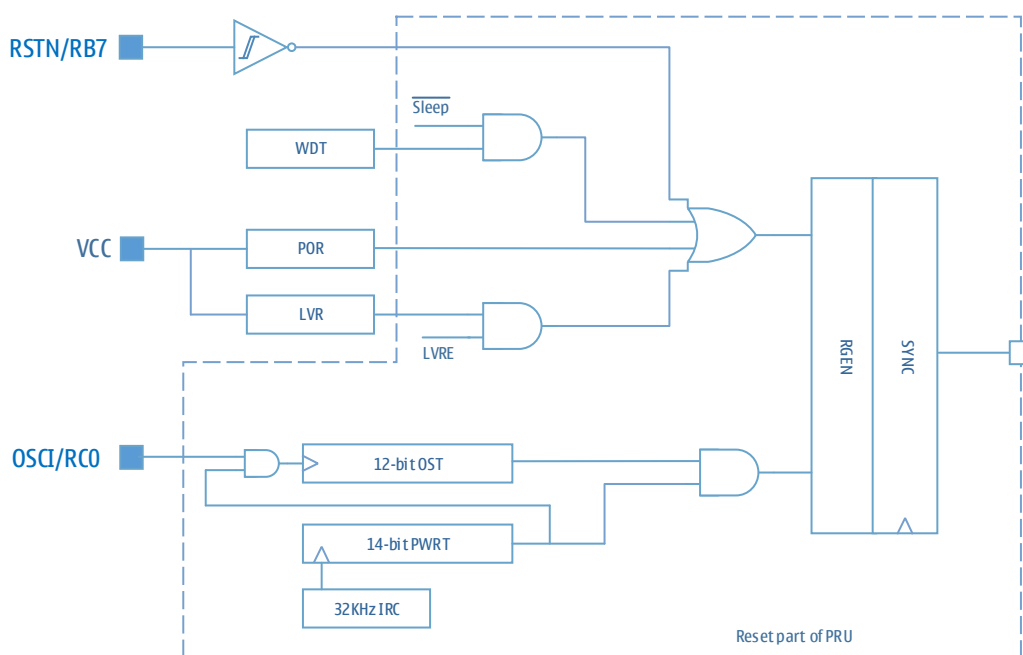 RSTN/RB7
Sleep
WDT
VCC
POR
LVR
LVRE
RGEN
SYNC
OSCI/RC0
12-bit OST
14-bit PWRT
32KHz IRC
Reset part of PRU